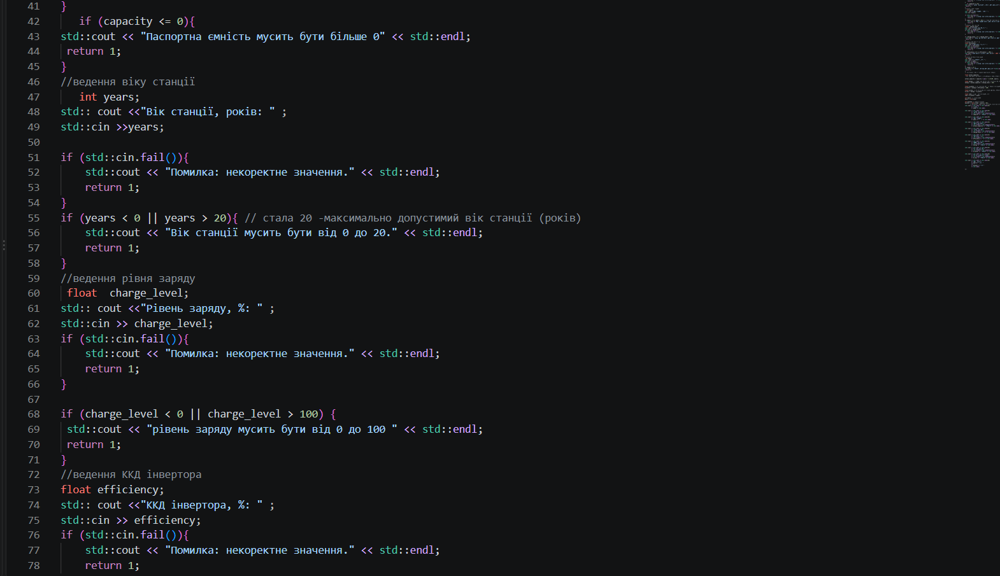 41 }
42 if (capacity <= 0){
43 std::cout << "Паспортна ємність мусить бути більше 0" << std::endl;
44 return 1;
45 }
46 //ведення віку станції
47 int years;
48 std:: cout <<"Вік станції, років: " ;
49 std::cin >>years;
50
51 if (std::cin.fail()){
52 std::cout << "Помилка: некоректне значення." << std::endl;
53 return 1;
54 }
55 if (years < 0 || years > 20){ // стала 20 -максимально допустимий вік станції (років)
56 std::cout << "Вік станції мусить бути від 0 до 20." << std::endl;
57 return 1;
58 }
59 //ведення рівня заряду
60 float  charge_level;
61 std:: cout <<"Рівень заряду, %: " ;
62 std::cin >> charge_level;
63 if (std::cin.fail()){
64 std::cout << "Помилка: некоректне значення." << std::endl;
65 return 1;
66 }
67
68 if (charge_level < 0 || charge_level > 100) {
69 std::cout << "рівень заряду мусить бути від 0 до 100 " << std::endl;
70 return 1;
71 }
72 //ведення ККД інвертора
73 float efficiency;
74 std:: cout <<"ККД інвертора, %: " ;
75 std::cin >> efficiency;
76 if (std::cin.fail()){
77 std::cout << "Помилка: некоректне значення." << std::endl;
78 return 1;